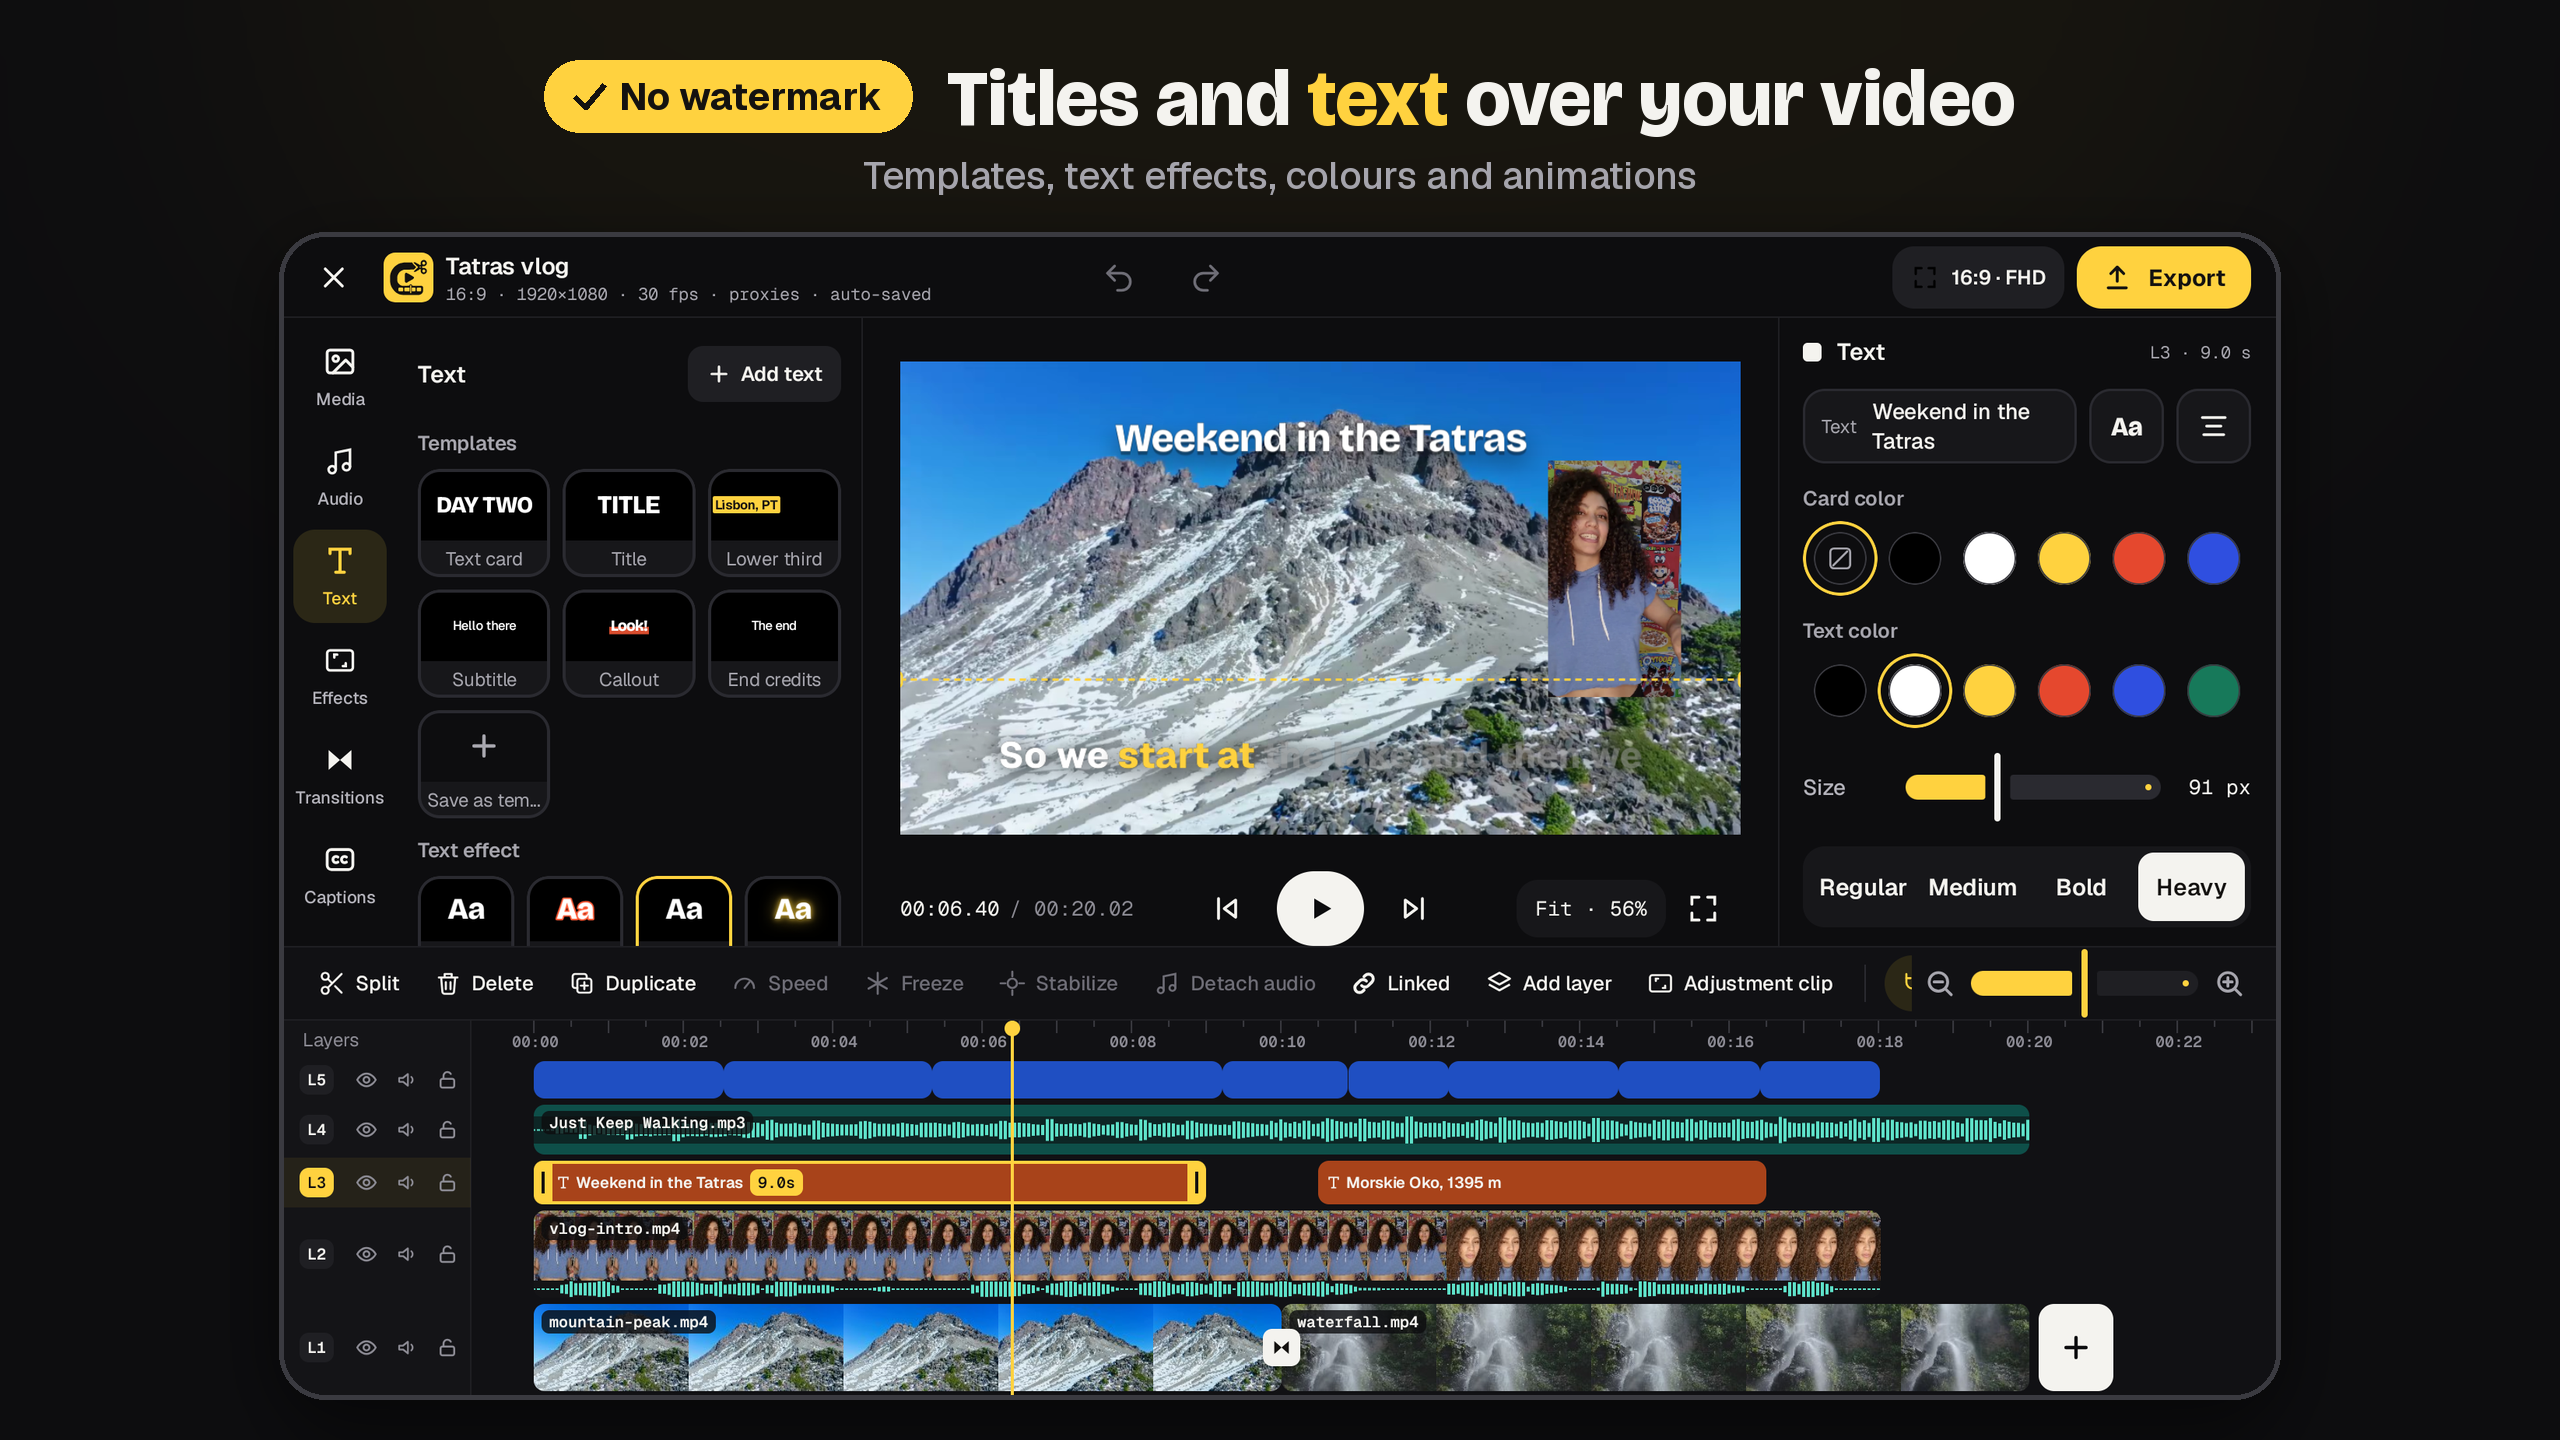 No watermark
Titles and text over your video
Templates, text effects, colours and animations
Tatras vlog
16:9 · 1920×1080 · 30 fps · proxies · auto-saved
16:9 · FHD
Export
Media
Audio
Text
Effects
Transitions
Captions
Text
Add text
Templates
DAY TWO
Text card
TITLE
Title
Lisbon, PT
Lower third
Hello there
Subtitle
Look!
Callout
The end
End credits
Save as tem...
Text effect
Aa
Aa
Aa
Aa
Weekend in the Tatras
So we start at the lake and then we
00:06.40 / 00:20.02
Fit · 56%
Text
L3 · 9.0 s
Text
Weekend in the
Tatras
Aa
Card color
Text color
Size
91 px
Regular
Medium
Bold
Heavy
Split
Delete
Duplicate
Speed
Freeze
Stabilize
Detach audio
Linked
Add layer
Adjustment clip
Layers
00:00
00:02
00:04
00:06
00:08
00:10
00:12
00:14
00:16
00:18
00:20
00:22
L5
L4
Just Keep Walking.mp3
L3
T Weekend in the Tatras
9.0s
T Morskie Oko, 1395 m
L2
vlog-intro.mp4
L1
mountain-peak.mp4
waterfall.mp4